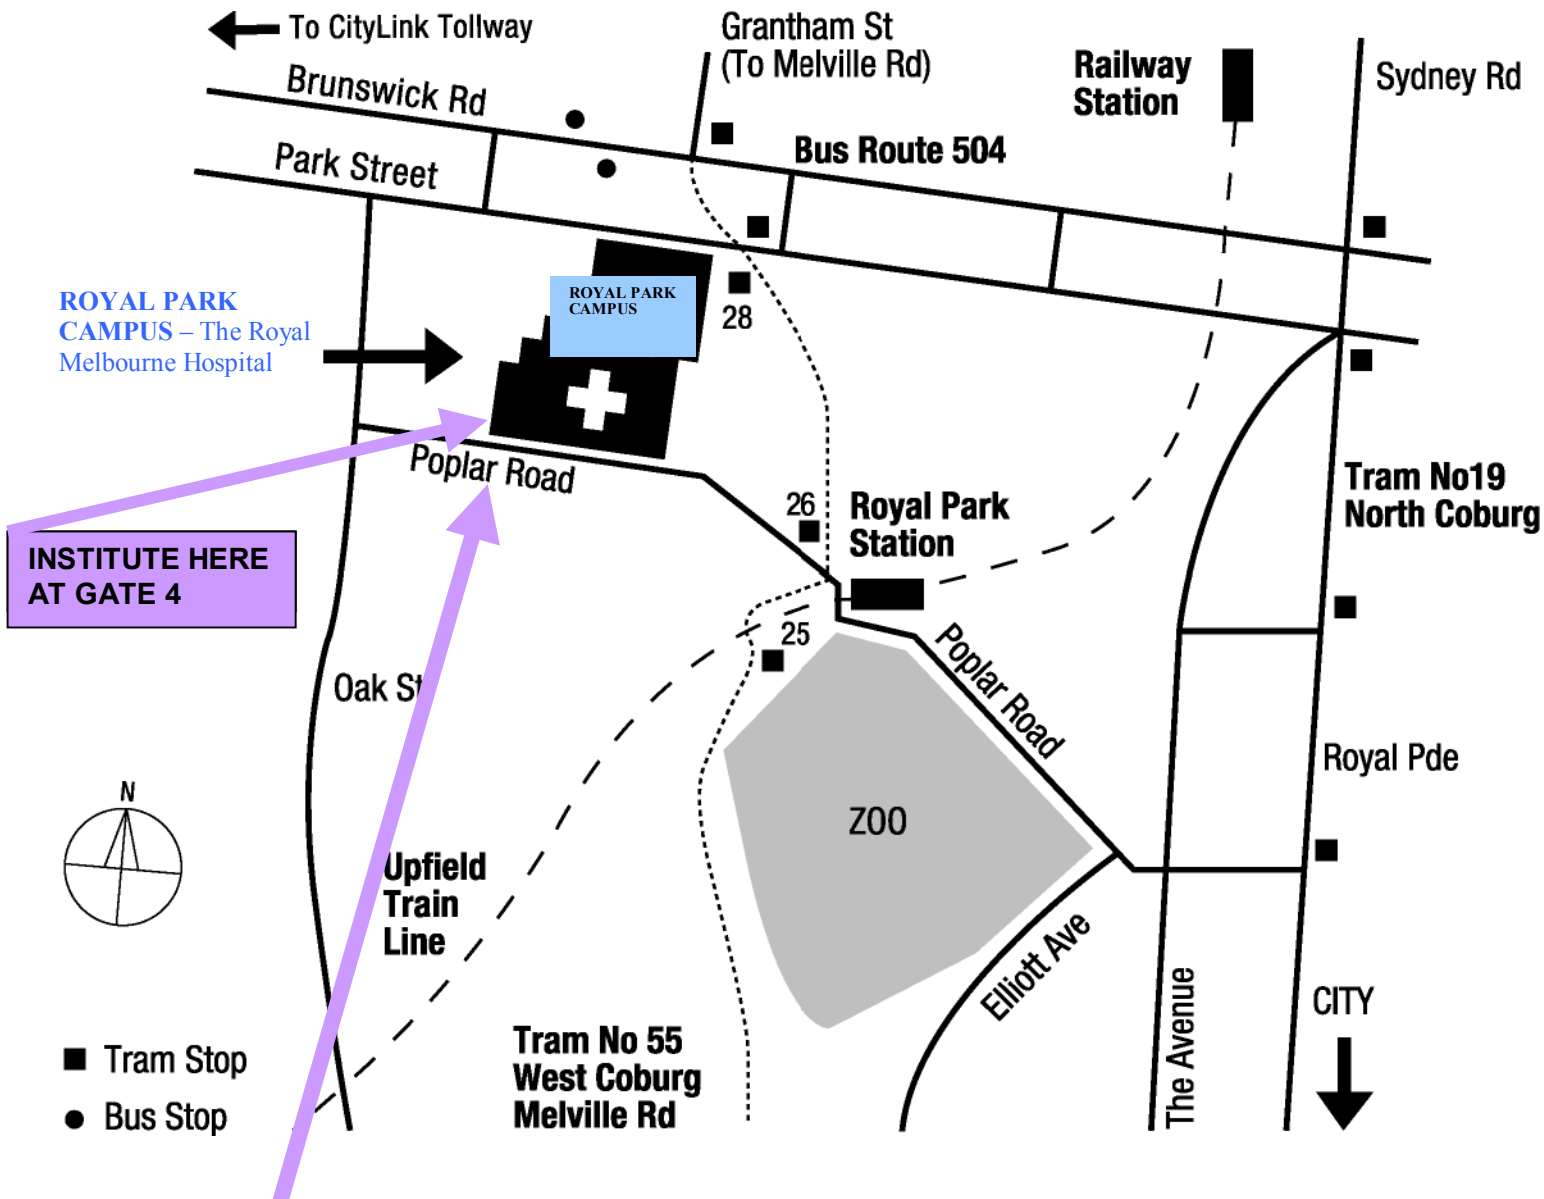 To CityLink Tollway
Grantham St
(To Melville Rd)
Railway
Station
Sydney Rd
Brunswick Rd
Park Street
Bus Route 504
ROYAL PARK
CAMPUS – The Royal
Melbourne Hospital
ROYAL PARK
CAMPUS
28
Poplar Road
26
Royal Park
Station
Tram No19
North Coburg
INSTITUTE HERE
AT GATE 4
25
Poplar Road
Oak St
Royal Pde
N
ZOO
Upfield
Train
Line
Elliott Ave
The Avenue
CITY
Tram No 55
West Coburg
Melville Rd
Tram Stop
Bus Stop